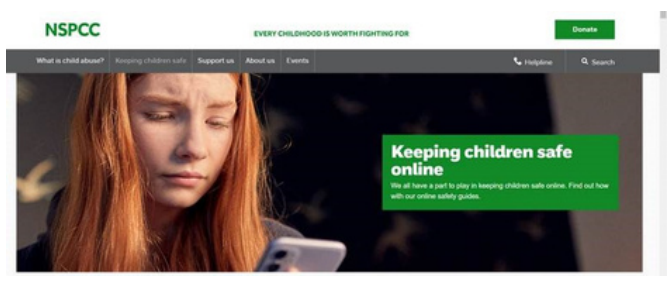 NSPCC
EVERY CHILDHOOD IS WORTH FIGHTING FOR
Donate
What is child abuse? Keeping children safe Support us About us Events Helpline Search
Keeping children safe
online
We all have a part to play in keeping children safe online. Find out how
with our online safety guides.